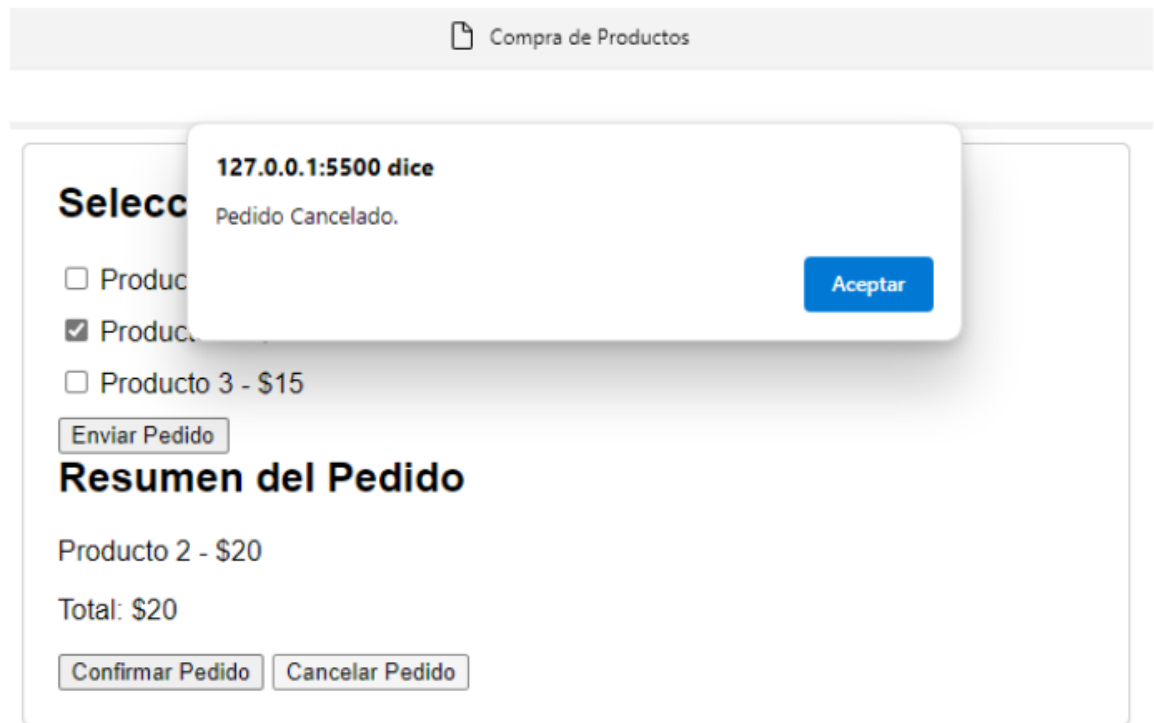 Compra de Productos
127.0.0.1:5500 dice
Pedido Cancelado.
Aceptar
Producto 3 - $15
Enviar Pedido
Resumen del Pedido
Producto 2 - $20
Total: $20
Confirmar Pedido Cancelar Pedido